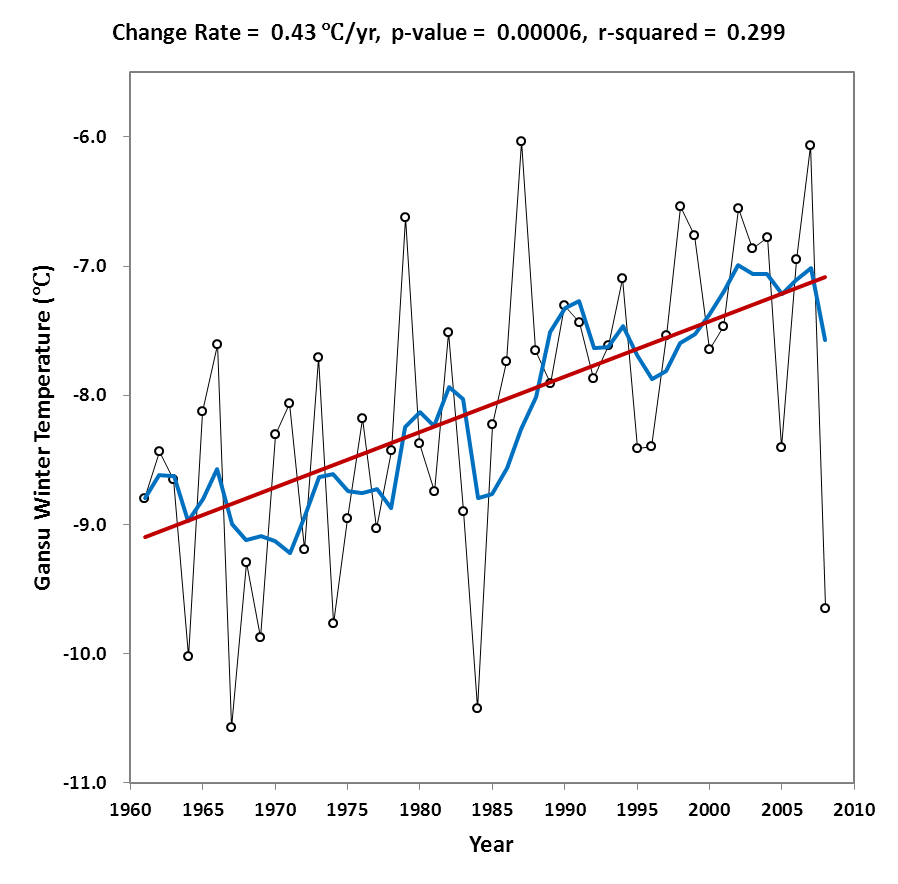 Change Rate = 0.43 ℃/yr, p-value = 0.00006, r-squared = 0.299
-6.0
-7.0
-8.0
-9.0
-10.0
-11.0
Gansu Winter Temperature (℃)
1960 1965 1970 1975 1980 1985 1990 1995 2000 2005 2010
Year